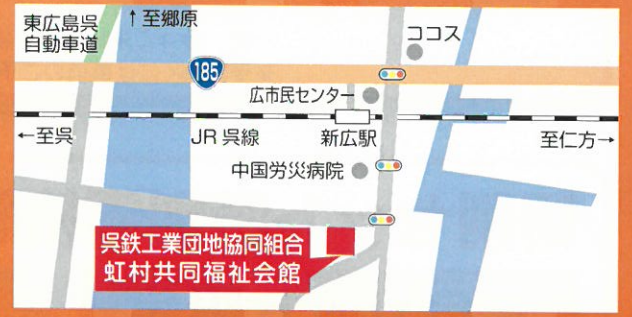 東広島呉
自動車道
↑至郷原
ココス
185
広市民センター
←至呉
JR 呉線
新広駅
至仁方→
中国労災病院
呉鉄工業団地協同組合
虹村共同福祉会館